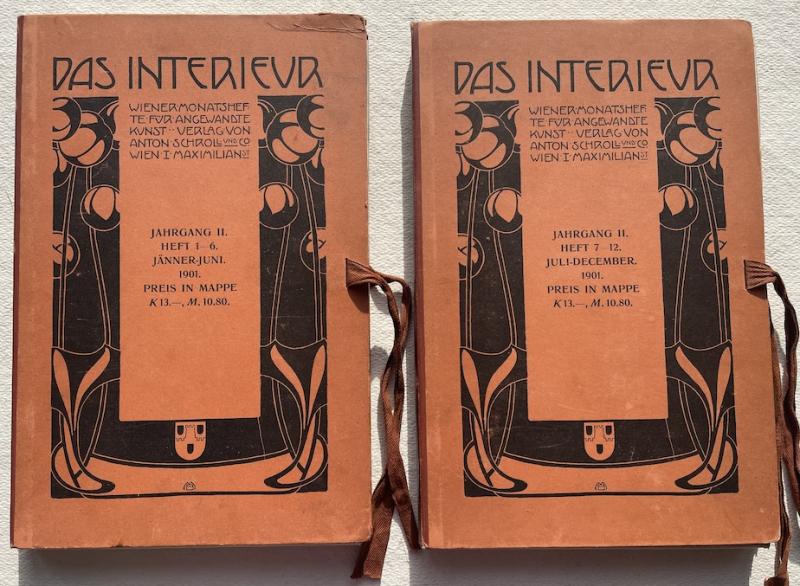 DAS INTERIEUR
WIENER·MONATSHEF
TE·FÜR·ANGEWANDTE
KUNST·· VERLAG VON
ANTON·SCHROLL UND CO
WIEN·I·MAXIMILIANST
JAHRGANG II.
HEFT 1—6.
JÄNNER-JUNI.
1901.
PREIS IN MAPPE
K 13.—, M. 10.80.
DAS INTERIEUR
WIENER·MONATSHEF
TE·FÜR·ANGEWANDTE
KUNST·· VERLAG VON
ANTON·SCHROLL UND CO
WIEN·I·MAXIMILIANST
JAHRGANG II.
HEFT 7—12.
JULI-DECEMBER.
1901.
PREIS IN MAPPE
K 13.—, M. 10.80.